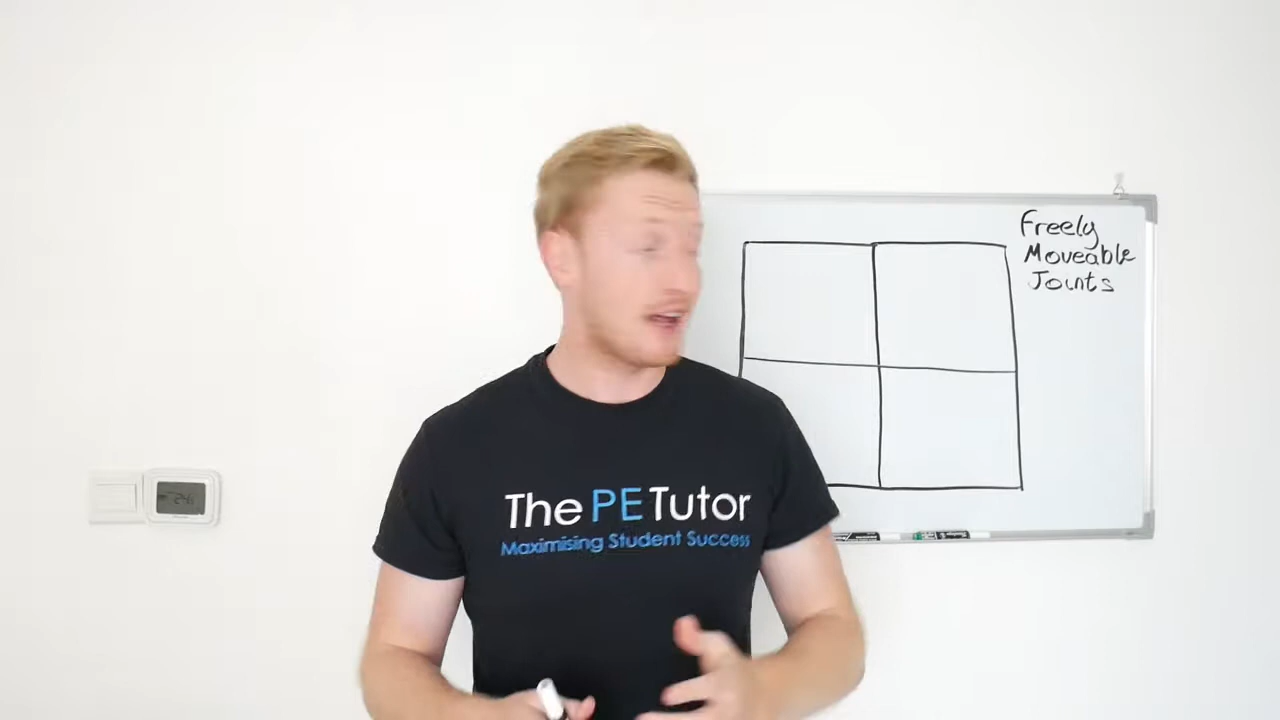 Freely
Moveable
Joints
The PE Tutor
Maximising Student Success